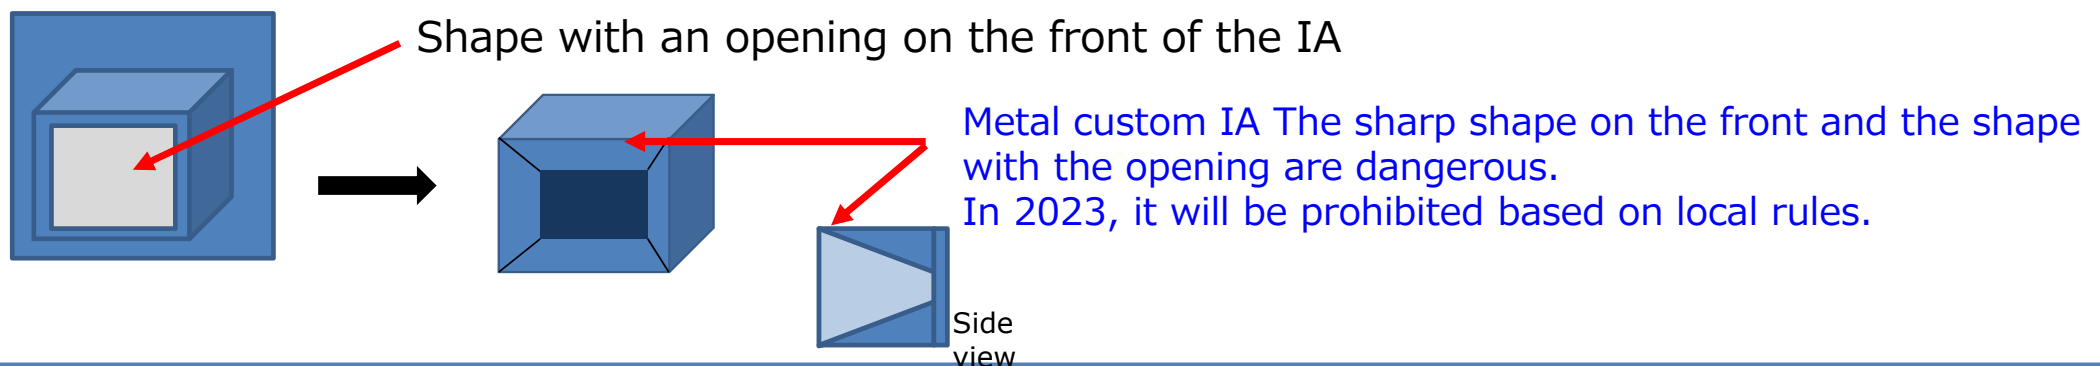 Shape with an opening on the front of the IA
Metal custom IA The sharp shape on the front and the shape
with the opening are dangerous.
In 2023, it will be prohibited based on local rules.
Side
view